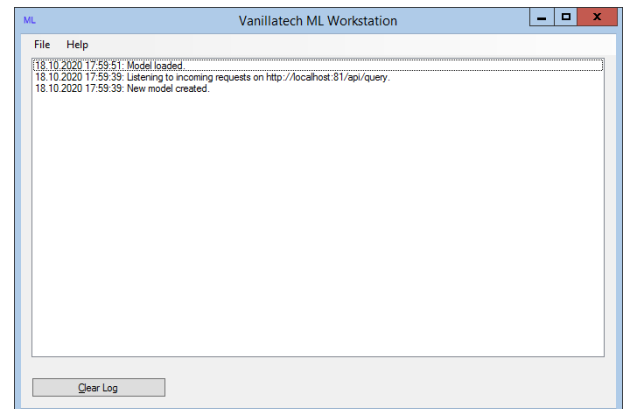 ML Vanillatech ML Workstation
File Help
18.10.2020 17:59:51: Model loaded.
18.10.2020 17:59:39: Listening to incoming requests on http://localhost:81/api/query.
18.10.2020 17:59:39: New model created.
Clear Log